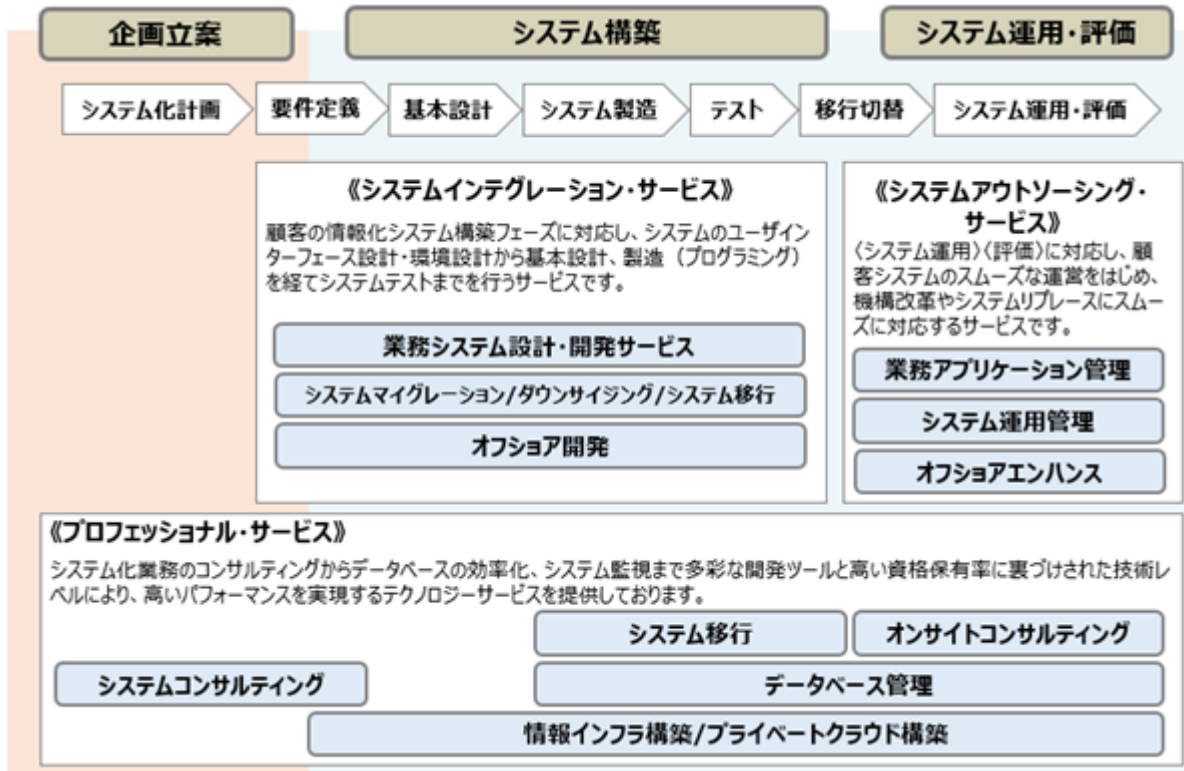 企画立案
システム構築
システム運用・評価
システム化計画
要件定義
基本設計
システム製造
テスト
移行切替
システム運用・評価
《システムインテグレーション・サービス》
顧客の情報化システム構築フェーズに対応し、システムのユーザイン
ターフェース設計・環境設計から基本設計、製造（プログラミング）
を経てシステムテストまでを行うサービスです。
業務システム設計・開発サービス
システムマイグレーション/ダウンサイジング/システム移行
オフショア開発
《システムアウトソーシング・
サービス》
〈システム運用〉〈評価〉に対応し、顧
客システムのスムーズな運営をはじめ、
機構改革やシステムリプレースにスムー
ズに対応するサービスです。
業務アプリケーション管理
システム運用管理
オフショアエンハンス
《プロフェッショナル・サービス》
システム化業務のコンサルティングからデータベースの効率化、システム監視まで多彩な開発ツールと高い資格保有率に裏づけされた技術レ
ベルにより、高いパフォーマンスを実現するテクノロジーサービスを提供しております。
システム移行
オンサイトコンサルティング
システムコンサルティング
データベース管理
情報インフラ構築/プライベートクラウド構築